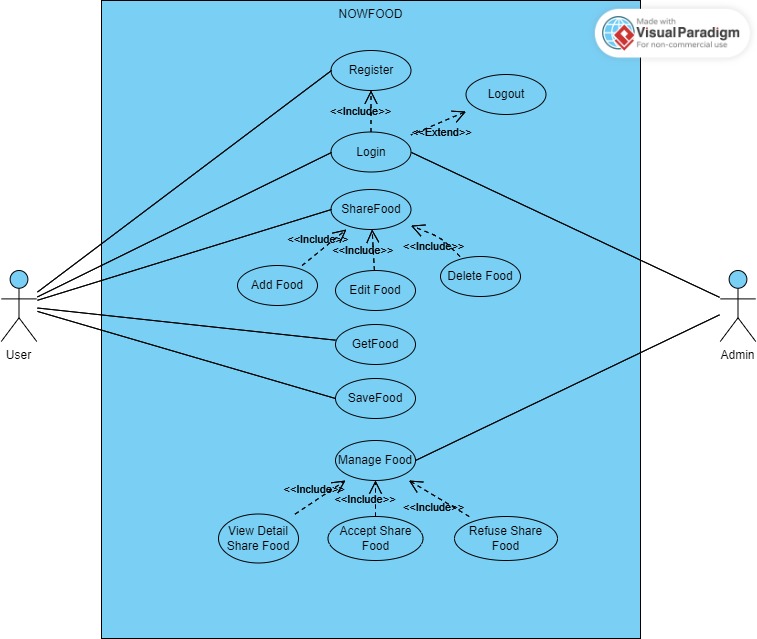 NOWFOOD
Made with
VisualParadigm
For non-commercial use
Register
Logout
<<Include>>
<<Extend>>
Login
ShareFood
<<Include>>
<<Include>>
<<Include>>
Add Food
Edit Food
Delete Food
GetFood
User
Admin
SaveFood
Manage Food
<<Include>>
<<Include>>
<<Include>>
View Detail
Share Food
Accept Share
Food
Refuse Share
Food